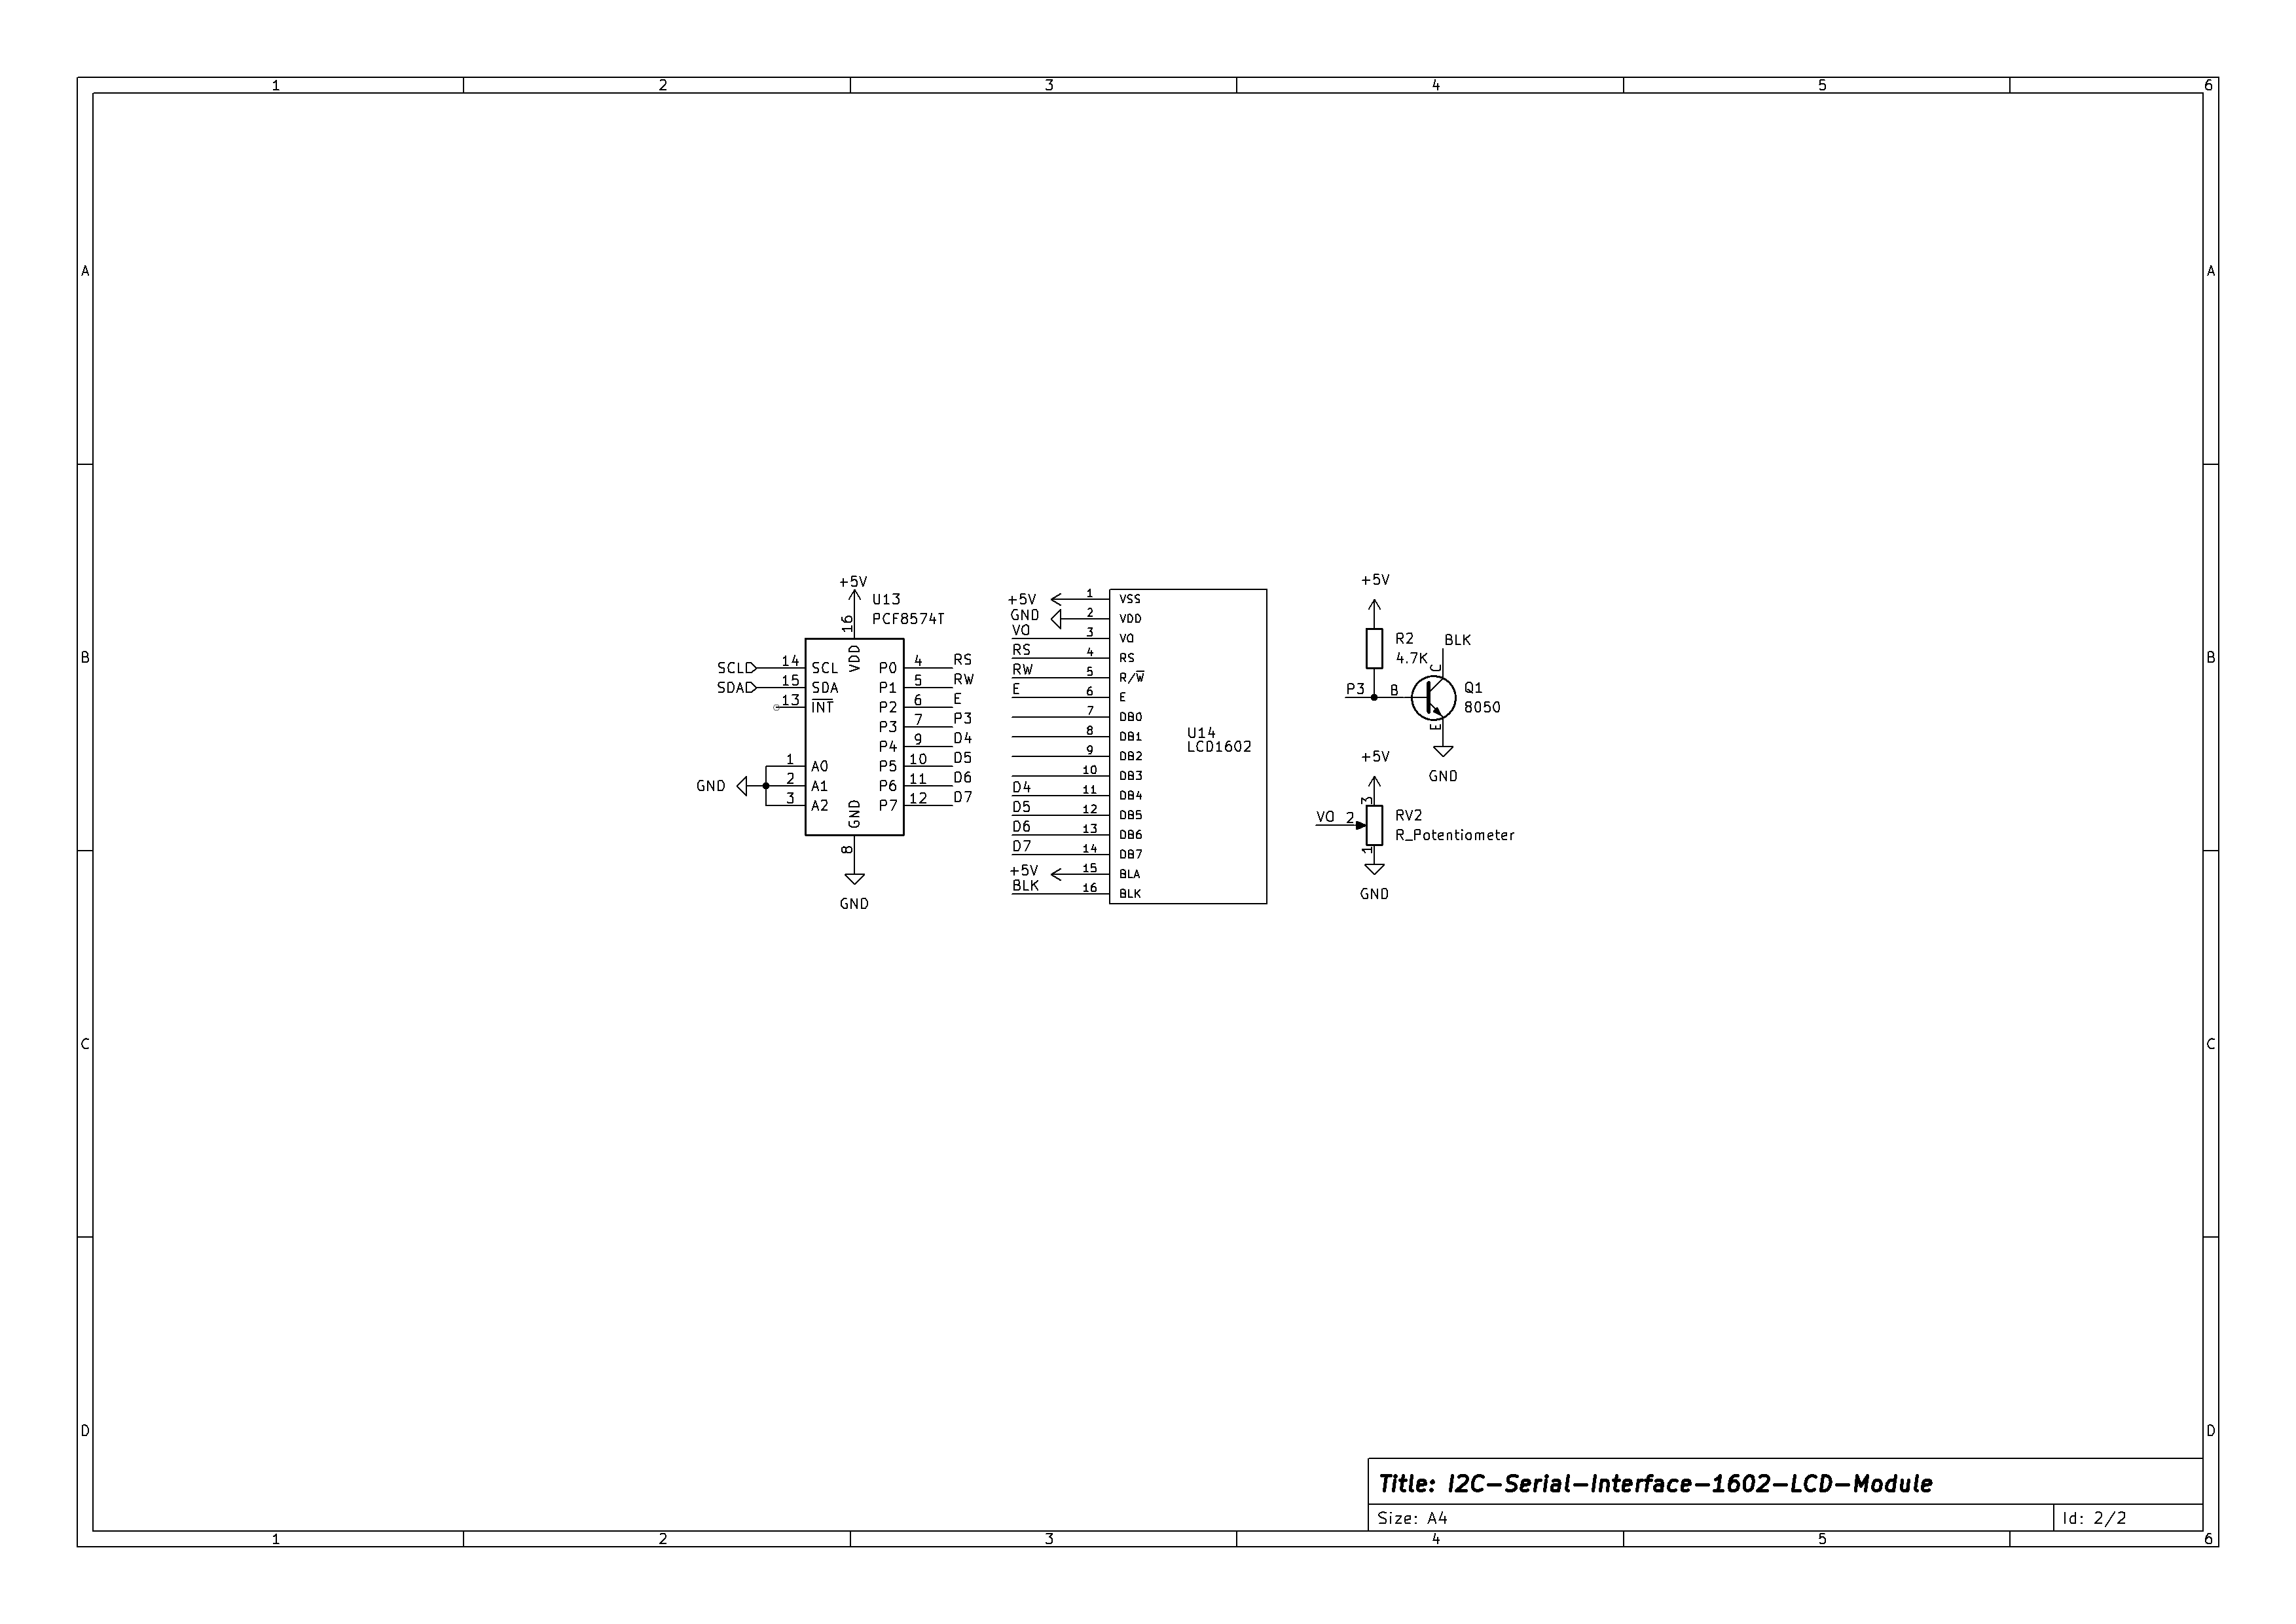 1 2 3 4 5 6
A A
B B
C C
D D
+5V
U13
PCF8574T
16
VDD
SCL 14 SCL P0 4 RS
SDA 15 SDA P1 5 RW
13 INT P2 6 E
P3 7 P3
P4 9 D4
1 A0 P5 10 D5
GND 2 A1 P6 11 D6
3 A2 P7 12 D7
GND
8
GND
+5V 1 VSS
GND 2 VDD
VO 3 VO
RS 4 RS
RW 5 R/W
E 6 E
7 DB0
8 DB1
9 DB2
10 DB3
D4 11 DB4
D5 12 DB5
D6 13 DB6
D7 14 DB7
+5V 15 BLA
BLK 16 BLK
U14
LCD1602
+5V
R2
4.7K
BLK
C
P3 B
Q1
8050
E
GND
+5V
3
VO 2
RV2
R_Potentiometer
1
GND
Title: I2C-Serial-Interface-1602-LCD-Module
Size: A4
Id: 2/2
1 2 3 4 5 6